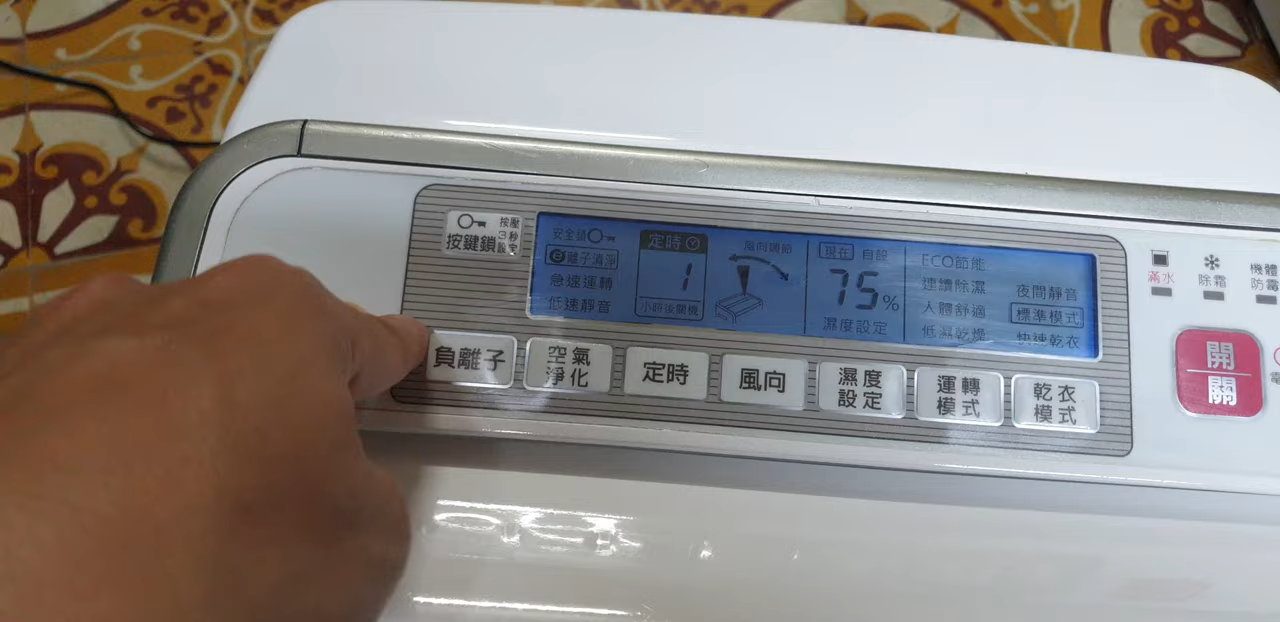 按壓
3秒
設定
按鍵鎖
安全鎖
e離子清淨
急速運轉
低速靜音
定時
1
小時後關機
風向調節
現在 自設
75%
濕度設定
ECO節能
連續除濕
人體舒適
低濕乾燥
夜間靜音
標準模式
快速乾衣
滿水
除霜
機體
防霉
負離子
空氣
淨化
定時
風向
濕度
設定
運轉
模式
乾衣
模式
開
關